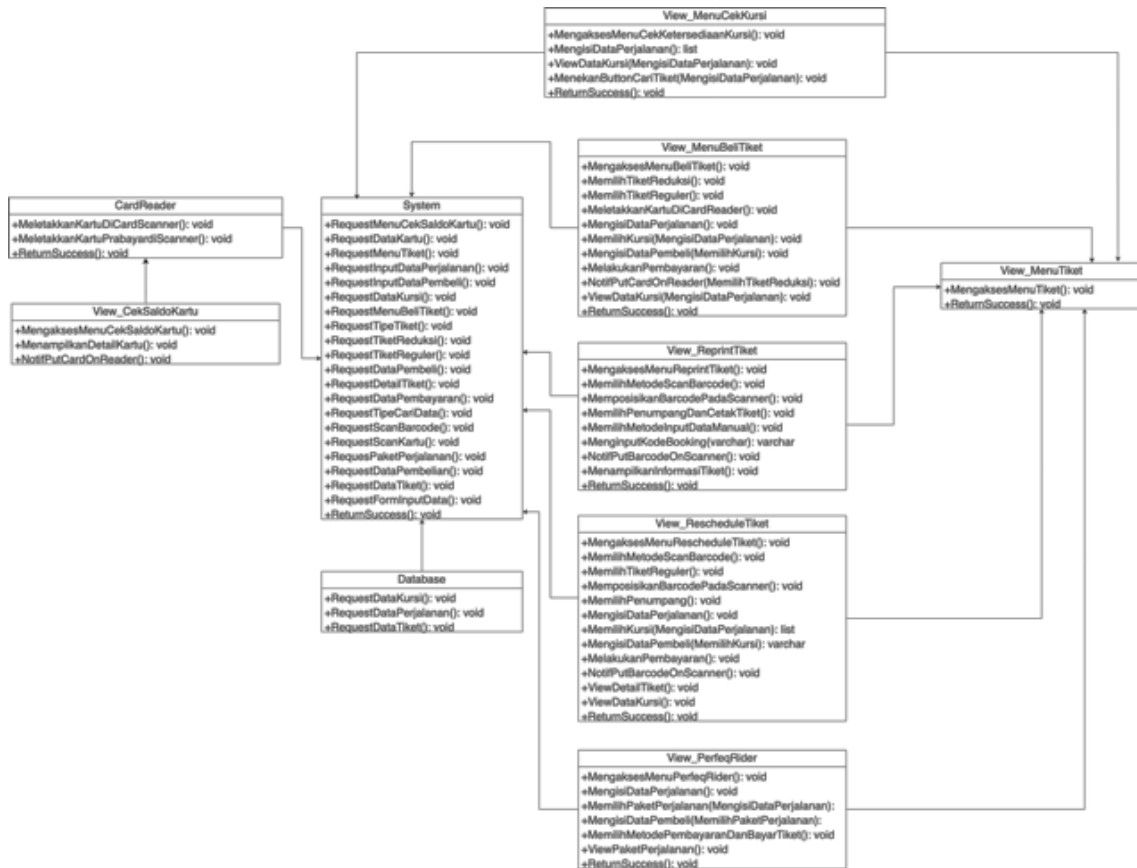 View_MenuCekKursi
+MengaksesMenuCekKetersediaanKursi(): void
+MengisiDataPerjalanan(): list
+ViewDataKursi(MengisiDataPerjalanan): void
+MenekanButtonCariTiket(MengisiDataPerjalanan): void
+ReturnSuccess(): void
View_MenuBeliTiket
+MengaksesMenuBeliTiket(): void
+MemilihTiketReduksi(): void
+MemilihTiketReguler(): void
+MeletakkanKartuDiCardReader(): void
+MengisiDataPerjalanan(): void
+MemilihKursi(MengisiDataPerjalanan): void
+MengisiDataPembeli(MemilihKursi): void
+MelakukanPembayaran(): void
+NotifPutCardOnReader(MemilihTiketReduksi): void
+ViewDataKursi(MengisiDataPerjalanan): void
+ReturnSuccess(): void
CardReader
+MeletakkanKartuDiCardScanner(): void
+MeletakkanKartuPrabayardiScanner(): void
+ReturnSuccess(): void
View_CekSaldoKartu
+MengaksesMenuCekSaldoKartu(): void
+MenampilkanDetailKartu(): void
+NotifPutCardOnReader(): void
System
+RequestMenuCekSaldoKartu(): void
+RequestDataKartu(): void
+RequestMenuTiket(): void
+RequestInputDataPerjalanan(): void
+RequestInputDataPembeli(): void
+RequestDataKursi(): void
+RequestMenuBeliTiket(): void
+RequestTipeTiket(): void
+RequestTiketReduksi(): void
+RequestTiketReguler(): void
+RequestDataPembeli(): void
+RequestDetailTiket(): void
+RequestDataPembayaran(): void
+RequestTipeCariData(): void
+RequestScanBarcode(): void
+RequestScanKartu(): void
+RequesPaketPerjalanan(): void
+RequestDataPembelian(): void
+RequestDataTiket(): void
+RequestFormInputData(): void
+ReturnSuccess(): void
View_MenuTiket
+MengaksesMenuTiket(): void
+ReturnSuccess(): void
View_ReprintTiket
+MengaksesMenuReprintTiket(): void
+MemilihMetodeScanBarcode(): void
+MemposisikanBarcodePadaScanner(): void
+MemilihPenumpangDanCetakTiket(): void
+MemilihMetodeInputDataManual(): void
+MenginputKodeBooking(varchar): varchar
+NotifPutBarcodeOnScanner(): void
+MenampilkanInformasiTiket(): void
+ReturnSuccess(): void
Database
+RequestDataKursi(): void
+RequestDataPerjalanan(): void
+RequestDataTiket(): void
View_RescheduleTiket
+MengaksesMenuRescheduleTiket(): void
+MemilihMetodeScanBarcode(): void
+MemilihTiketReguler(): void
+MemposisikanBarcodePadaScanner(): void
+MemilihPenumpang(): void
+MengisiDataPerjalanan(): void
+MemilihKursi(MengisiDataPerjalanan): list
+MengisiDataPembeli(MemilihKursi): varchar
+MelakukanPembayaran(): void
+NotifPutBarcodeOnScanner(): void
+ViewDetailTiket(): void
+ViewDataKursi(): void
+ReturnSuccess(): void
View_PerfeqRider
+MengaksesMenuPerfeqRider(): void
+MengisiDataPerjalanan(): void
+MemilihPaketPerjalanan(MengisiDataPerjalanan):
+MengisiDataPembeli(MemilihPaketPerjalanan):
+MemilihMetodePembayaranDanBayarTiket(): void
+ViewPaketPerjalanan(): void
+ReturnSuccess(): void